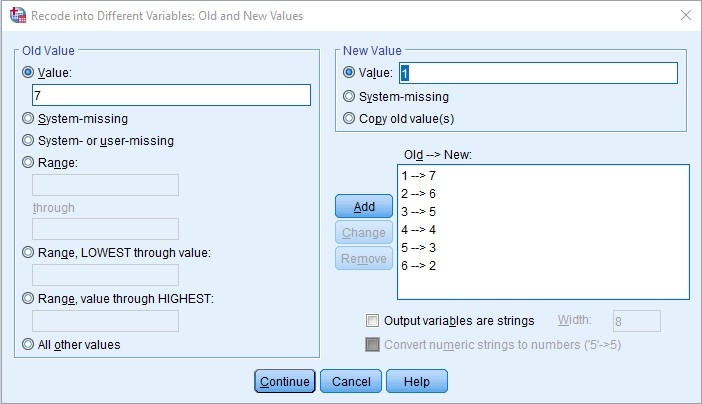 Recode into Different Variables: Old and New Values
Old Value
Value:
7
System-missing
System- or user-missing
Range:
through
Range, LOWEST through value:
Range, value through HIGHEST:
All other values
New Value
Value: 1
System-missing
Copy old value(s)
Old --> New:
1 --> 7
2 --> 6
3 --> 5
4 --> 4
5 --> 3
6 --> 2
Add
Change
Remove
Output variables are strings Width: 8
Convert numeric strings to numbers ('5'->5)
Continue Cancel Help